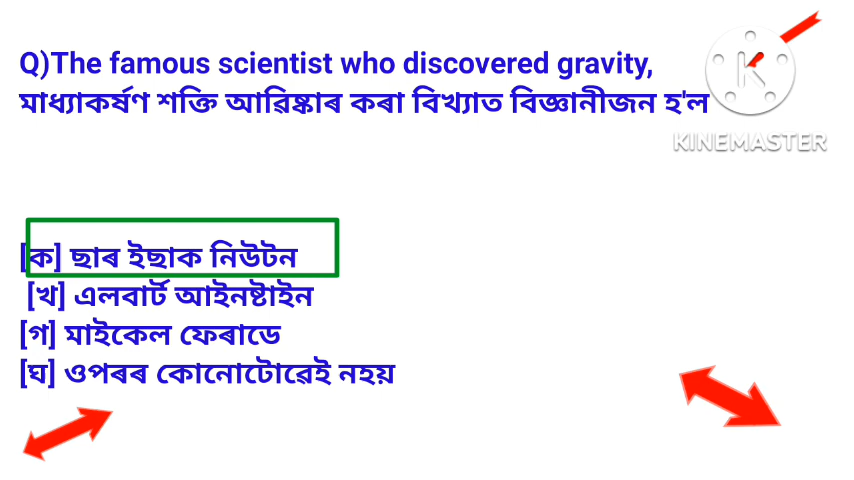 Q)The famous scientist who discovered gravity,
মাধ্যাকৰ্ষণ শক্তি আৱিষ্কাৰ কৰা বিখ্যাত বিজ্ঞানীজন হ'ল
KINEMASTER
[ক] ছাৰ ইছাক নিউটন
[খ] এলবাৰ্ট আইনষ্টাইন
[গ] মাইকেল ফেৰাডে
[ঘ] ওপৰৰ কোনোটোৱেই নহয়